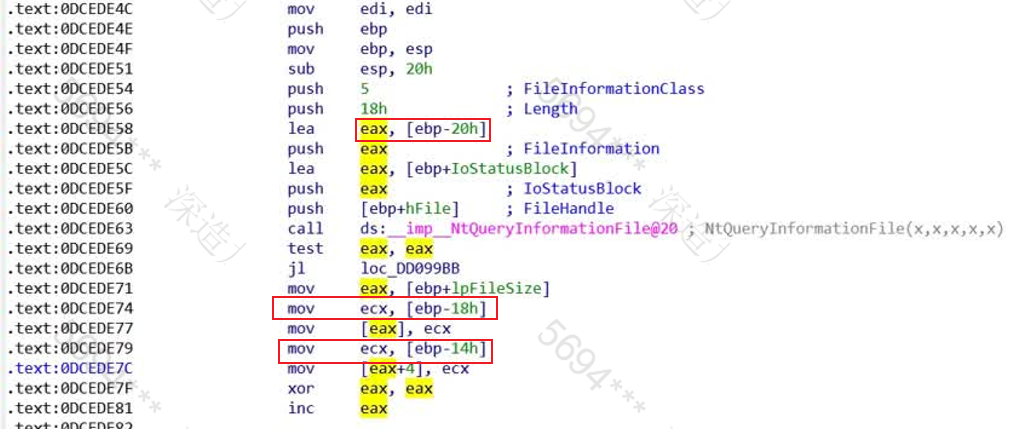 .text:0DCEDE4C mov edi, edi
.text:0DCEDE4E push ebp
.text:0DCEDE4F mov ebp, esp
.text:0DCEDE51 sub esp, 20h
.text:0DCEDE54 push 5 ; FileInformationClass
.text:0DCEDE56 push 18h ; Length
.text:0DCEDE58 lea eax, [ebp-20h]
.text:0DCEDE5B push eax ; FileInformation
.text:0DCEDE5C lea eax, [ebp+IoStatusBlock]
.text:0DCEDE5F push eax ; IoStatusBlock
.text:0DCEDE60 push [ebp+hFile] ; FileHandle
.text:0DCEDE63 call ds:__imp__NtQueryInformationFile@20 ; NtQueryInformationFile(x,x,x,x,x)
.text:0DCEDE69 test eax, eax
.text:0DCEDE6B jl loc_DD099BB
.text:0DCEDE71 mov eax, [ebp+lpFileSize]
.text:0DCEDE74 mov ecx, [ebp-18h]
.text:0DCEDE77 mov [eax], ecx
.text:0DCEDE79 mov ecx, [ebp-14h]
.text:0DCEDE7C mov [eax+4], ecx
.text:0DCEDE7F xor eax, eax
.text:0DCEDE81 inc eax
.text:0DCEDE82
5694*** 深造
5694*** 深造
5694***
5694***